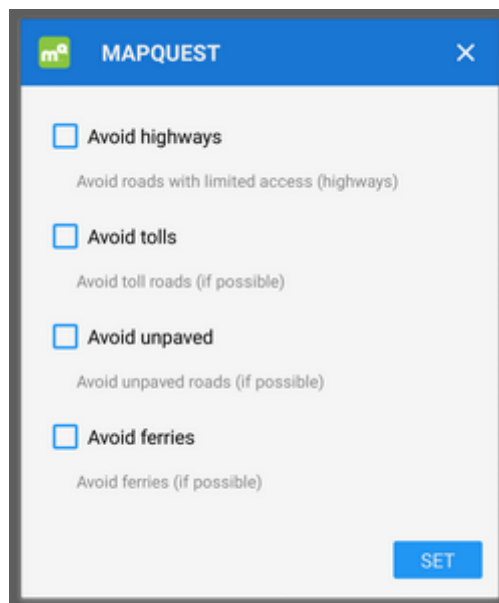 mq MAPQUEST
Avoid highways
Avoid roads with limited access (highways)
Avoid tolls
Avoid toll roads (if possible)
Avoid unpaved
Avoid unpaved roads (if possible)
Avoid ferries
Avoid ferries (if possible)
SET